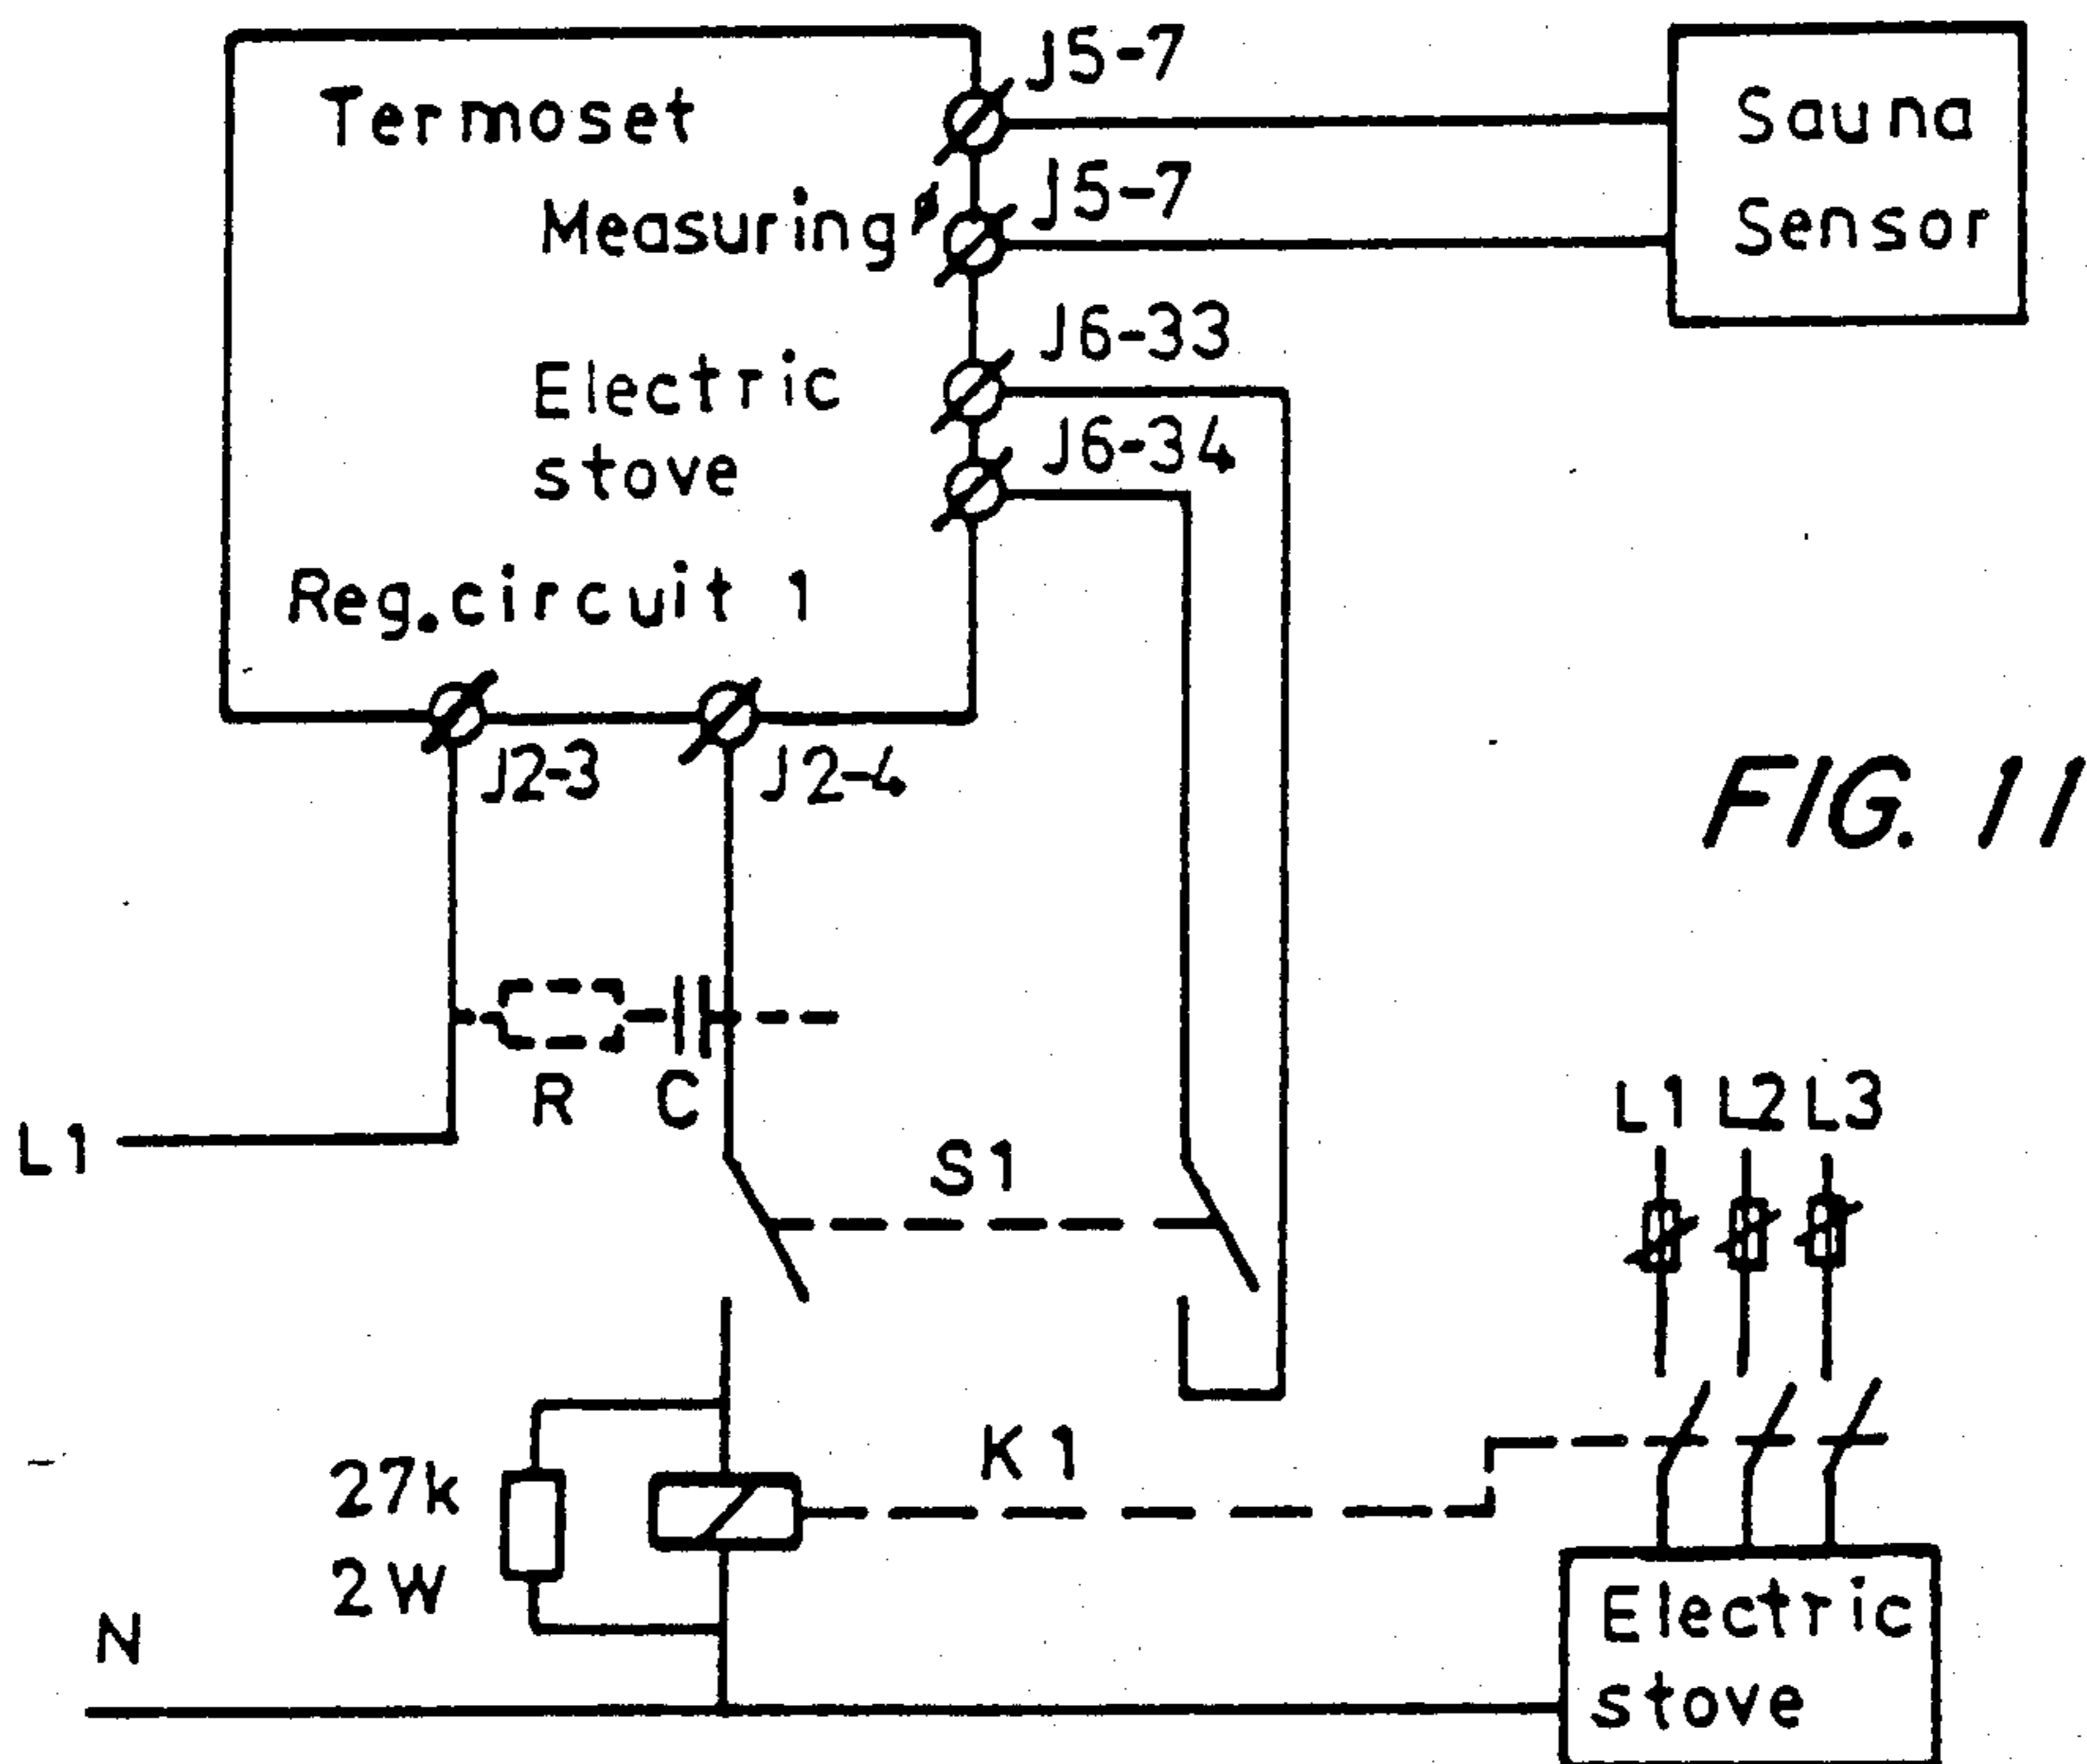 Termoset
Measuring
Electric
stove
Reg.circuit 1
J5-7
J5-7
J6-33
J6-34
J2-3
J2-4
Sauna
Sensor
FIG. 11
R
C
L1
S1
L1 L2 L3
27k
2W
K1
N
Electric
stove